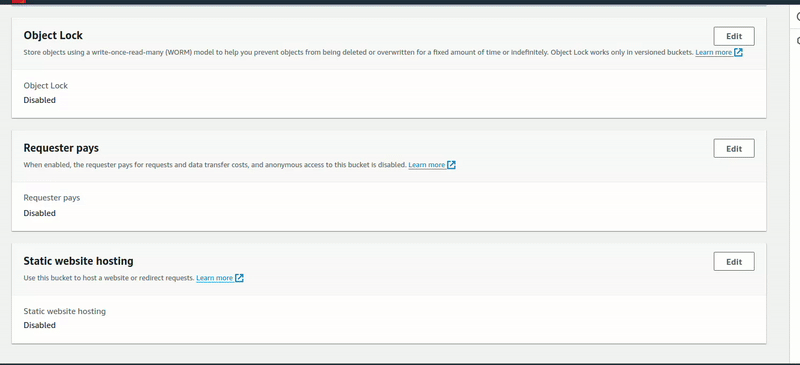 Object Lock
Edit
Store objects using a write-once-read-many (WORM) model to help you prevent objects from being deleted or overwritten for a fixed amount of time or indefinitely. Object Lock works only in versioned buckets. Learn more
Object Lock
Disabled
Requester pays
Edit
When enabled, the requester pays for requests and data transfer costs, and anonymous access to this bucket is disabled. Learn more
Requester pays
Disabled
Static website hosting
Edit
Use this bucket to host a website or redirect requests. Learn more
Static website hosting
Disabled